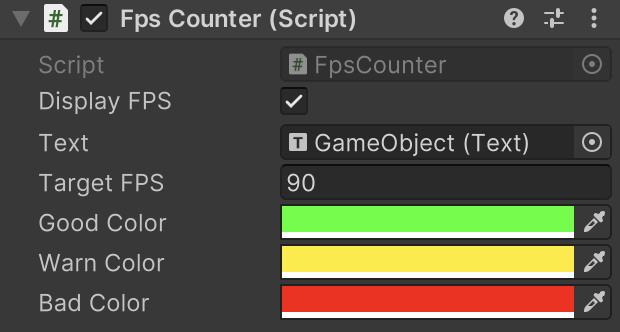 Fps Counter (Script)
Script FpsCounter
Display FPS
Text GameObject (Text)
Target FPS 90
Good Color
Warn Color
Bad Color